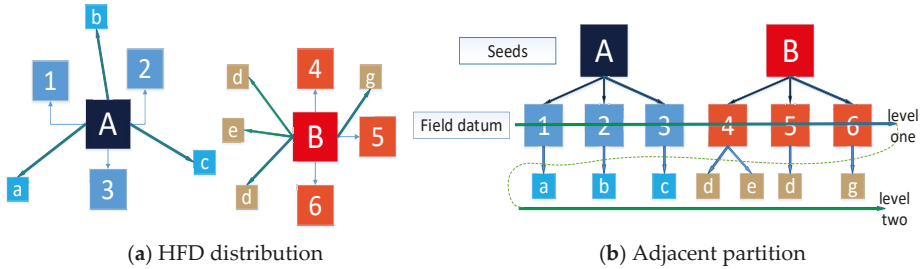 b
1
2
A
a
c
3
4
d
g
e
B
5
d
6
(a) HFD distribution
Seeds
A
B
Field datum
1 2 3 4 5 6
level
one
a b c d e d g
level
two
(b) Adjacent partition